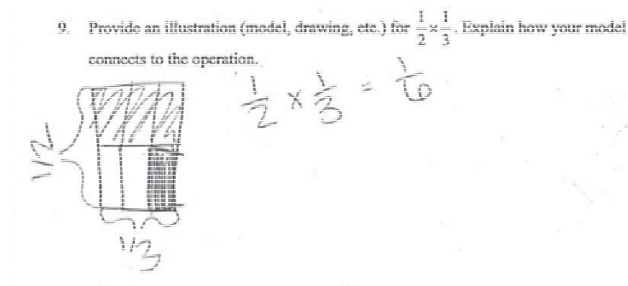 9. Provide an illustration (model, drawing, etc.) for 1/2 × 1/3. Explain how your model
connects to the operation.
1/2 × 1/3 = 1/6
1/2
1/3